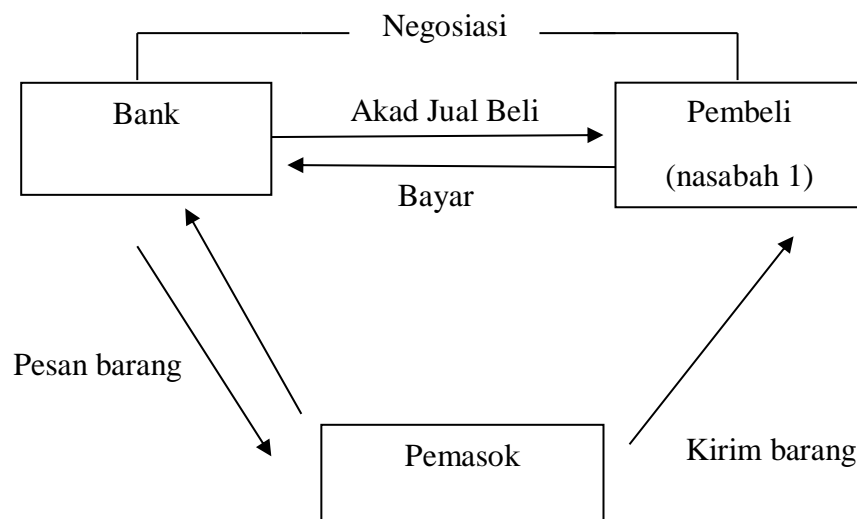 Negosiasi
Bank
Akad Jual Beli
Pembeli
(nasabah 1)
Bayar
Pesan barang
Pemasok
Kirim barang